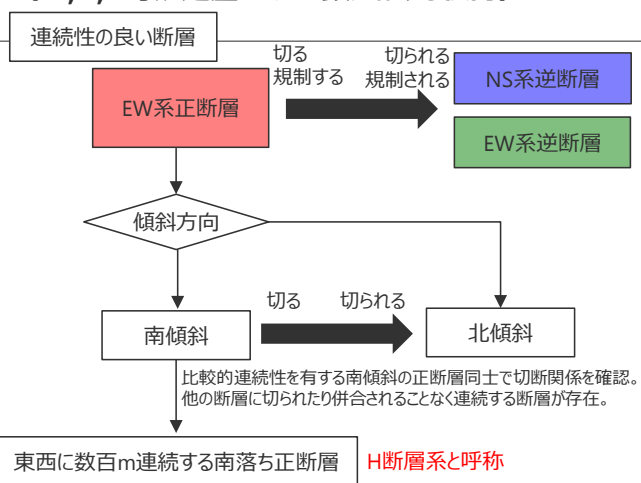 連続性の良い断層
切る
規制する
切られる
規制される
EW系正断層
NS系逆断層
EW系逆断層
傾斜方向
切る
切られる
南傾斜
北傾斜
比較的連続性を有する南傾斜の正断層同士で切断関係を確認。
他の断層に切られたり併合されることなく連続する断層が存在。
東西に数百m連続する南落ち正断層
H断層系と呼称